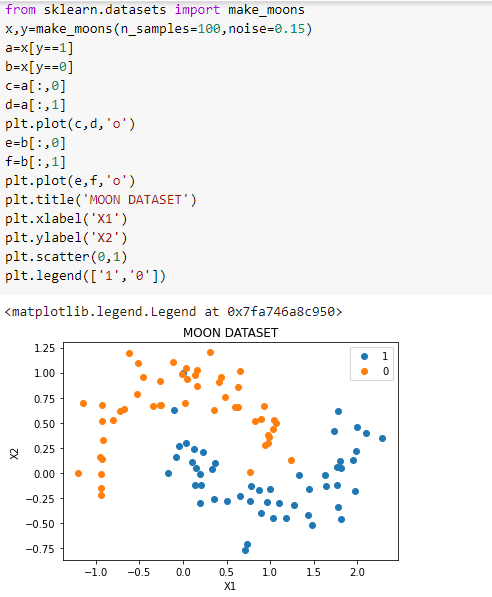 from sklearn.datasets import make_moons
x,y=make_moons(n_samples=100,noise=0.15)
a=x[y==1]
b=x[y==0]
c=a[:,0]
d=a[:,1]
plt.plot(c,d,'o')
e=b[:,0]
f=b[:,1]
plt.plot(e,f,'o')
plt.title('MOON DATASET')
plt.xlabel('X1')
plt.ylabel('X2')
plt.scatter(0,1)
plt.legend(['1','0'])
<matplotlib.legend.Legend at 0x7fa746a8c950>
MOON DATASET
1
0
1.25
1.00
0.75
0.50
0.25
0.00
−0.25
−0.50
−0.75
X2
−1.0 −0.5 0.0 0.5 1.0 1.5 2.0
X1